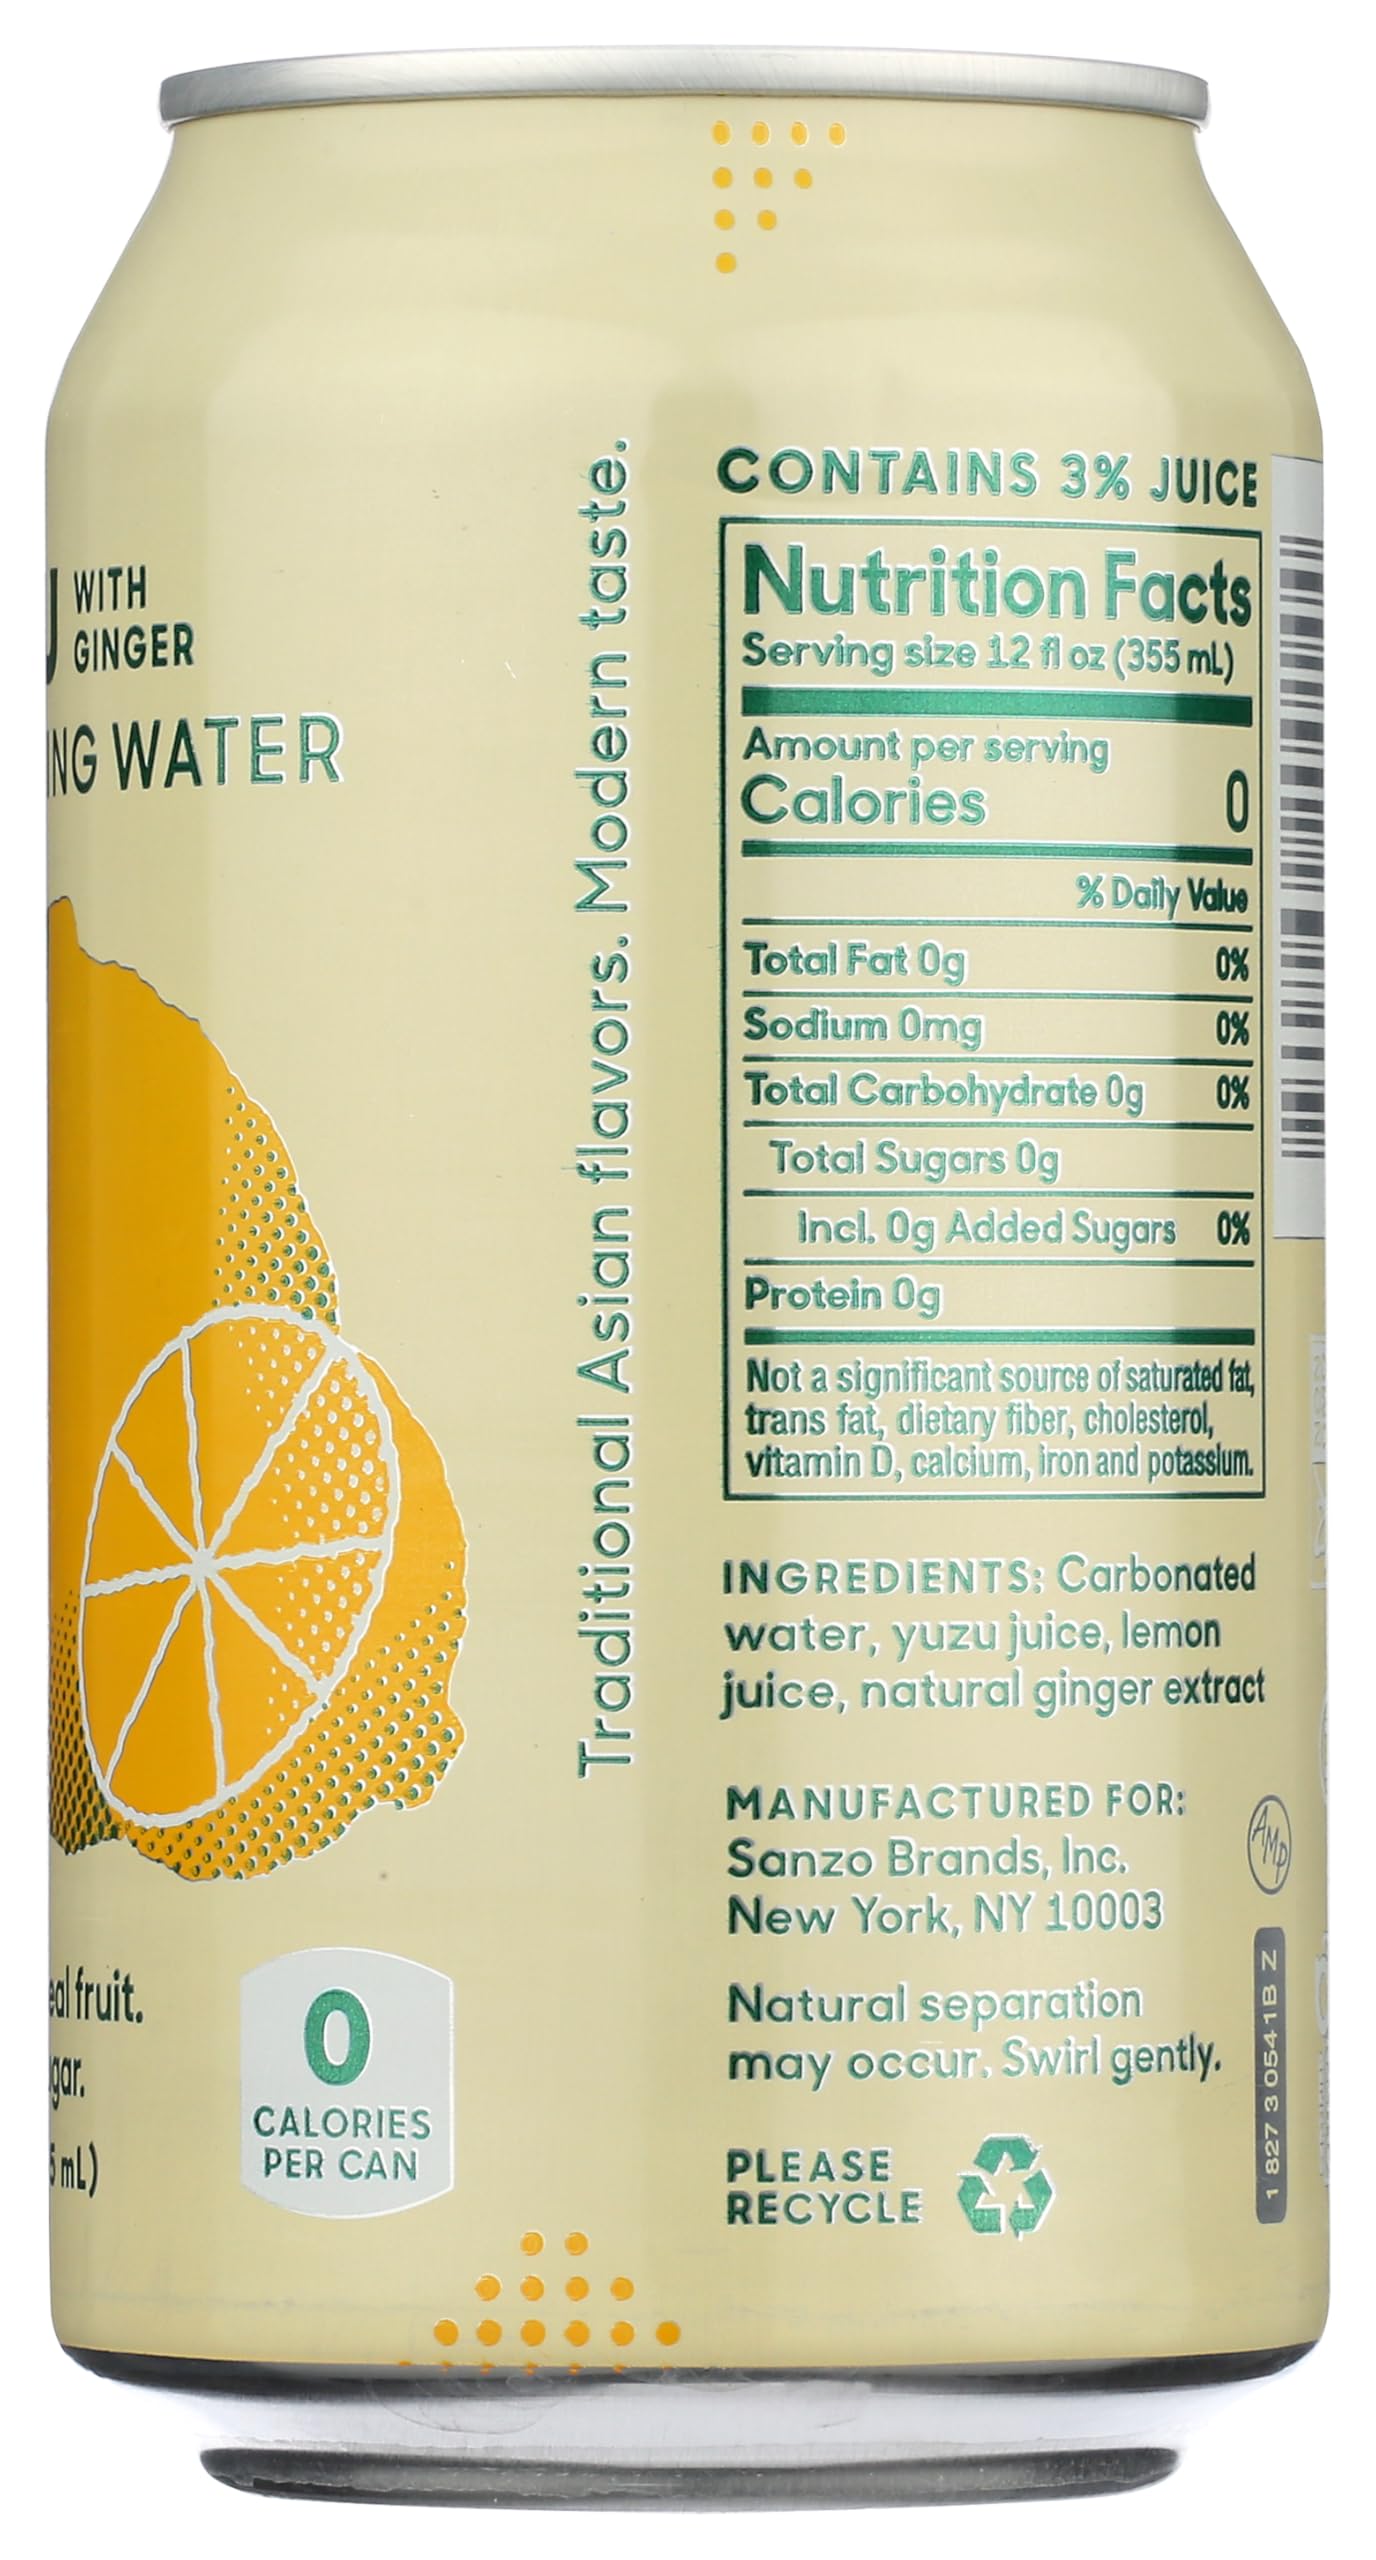 WITH
GINGER
WATER
fruit.
mL)
0
CALORIES
PER CAN
Traditional Asian flavors. Modern taste.
CONTAINS 3% JUICE
Nutrition Facts
Serving size 12 fl oz (355 mL)
Amount per serving
Calories 0
% Daily Value
Total Fat 0g 0%
Sodium 0mg 0%
Total Carbohydrate 0g 0%
Total Sugars 0g
Incl. 0g Added Sugars 0%
Protein 0g
Not a significant source of saturated fat,
trans fat, dietary fiber, cholesterol,
vitamin D, calcium, iron and potassium.
INGREDIENTS: Carbonated
water, yuzu juice, lemon
juice, natural ginger extract
MANUFACTURED FOR:
Sanzo Brands, Inc.
New York, NY 10003
Natural separation
may occur. Swirl gently.
PLEASE
RECYCLE
AMP
1 827 3 0541B Z